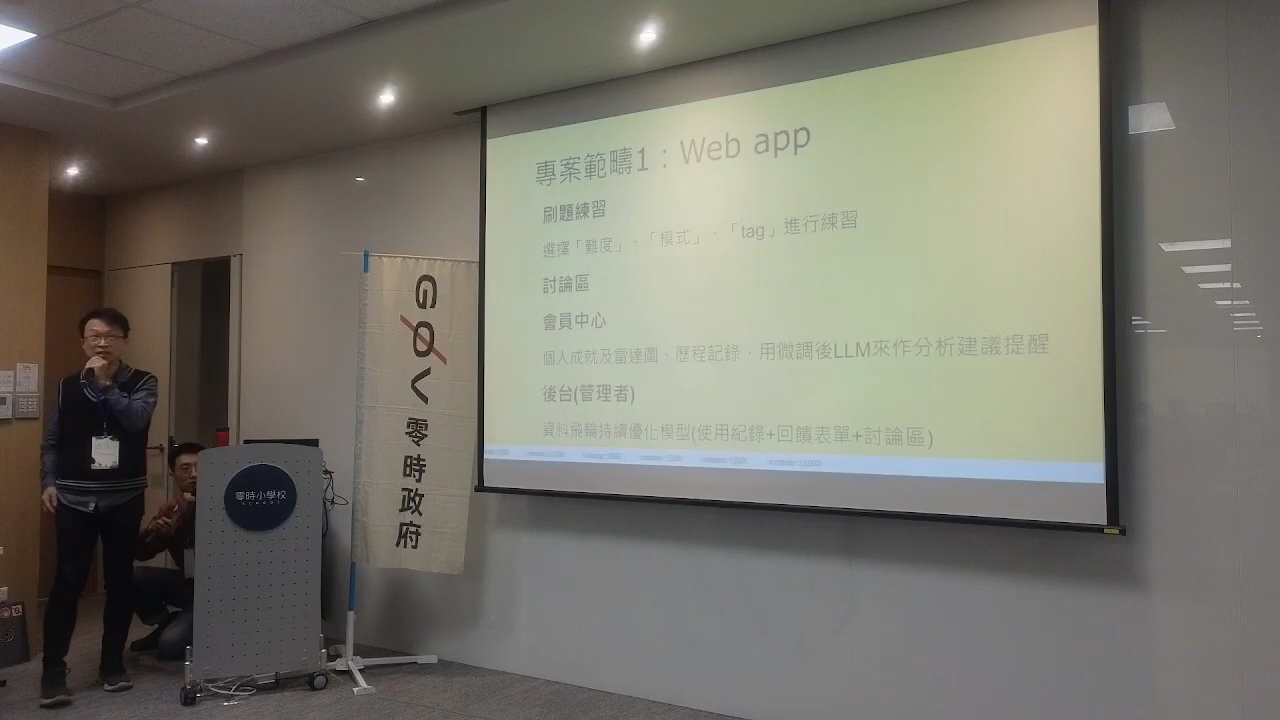 專案範疇1：Web app
刷題練習
選擇「難度」、「模式」、「tag」進行練習
討論區
會員中心
個人成就及雷達圖、歷程記錄，用微調後LLM來作分析建議提醒
後台(管理者)
資料飛輪持續優化模型(使用紀錄+回饋表單+討論區)
G0V
零時政府
零時小學校
SCHOOL